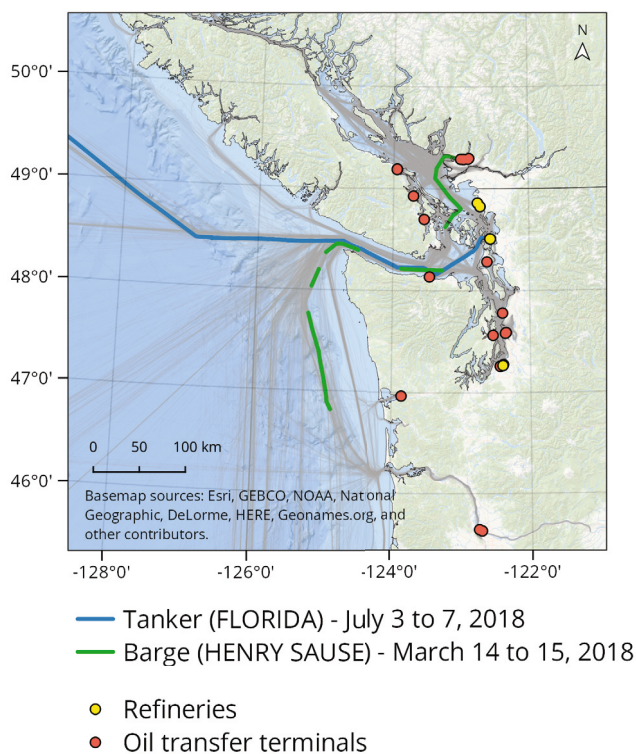 N
50°0'
49°0'
48°0'
47°0'
46°0'
0 50 100 km
Basemap sources: Esri, GEBCO, NOAA, National
Geographic, DeLorme, HERE, Geonames.org, and
other contributors.
-128°0' -126°0' -124°0' -122°0'
Tanker (FLORIDA) - July 3 to 7, 2018
Barge (HENRY SAUSE) - March 14 to 15, 2018
Refineries
Oil transfer terminals